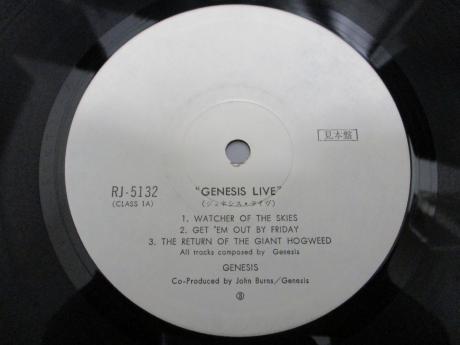 見本盤
RJ-5132
(CLASS 1A)
"GENESIS LIVE"
(ジェネシス・ライヴ)
1. WATCHER OF THE SKIES
2. GET 'EM OUT BY FRIDAY
3. THE RETURN OF THE GIANT HOGWEED
All tracks composed by Genesis
GENESIS
Co-Produced by John Burns/Genesis